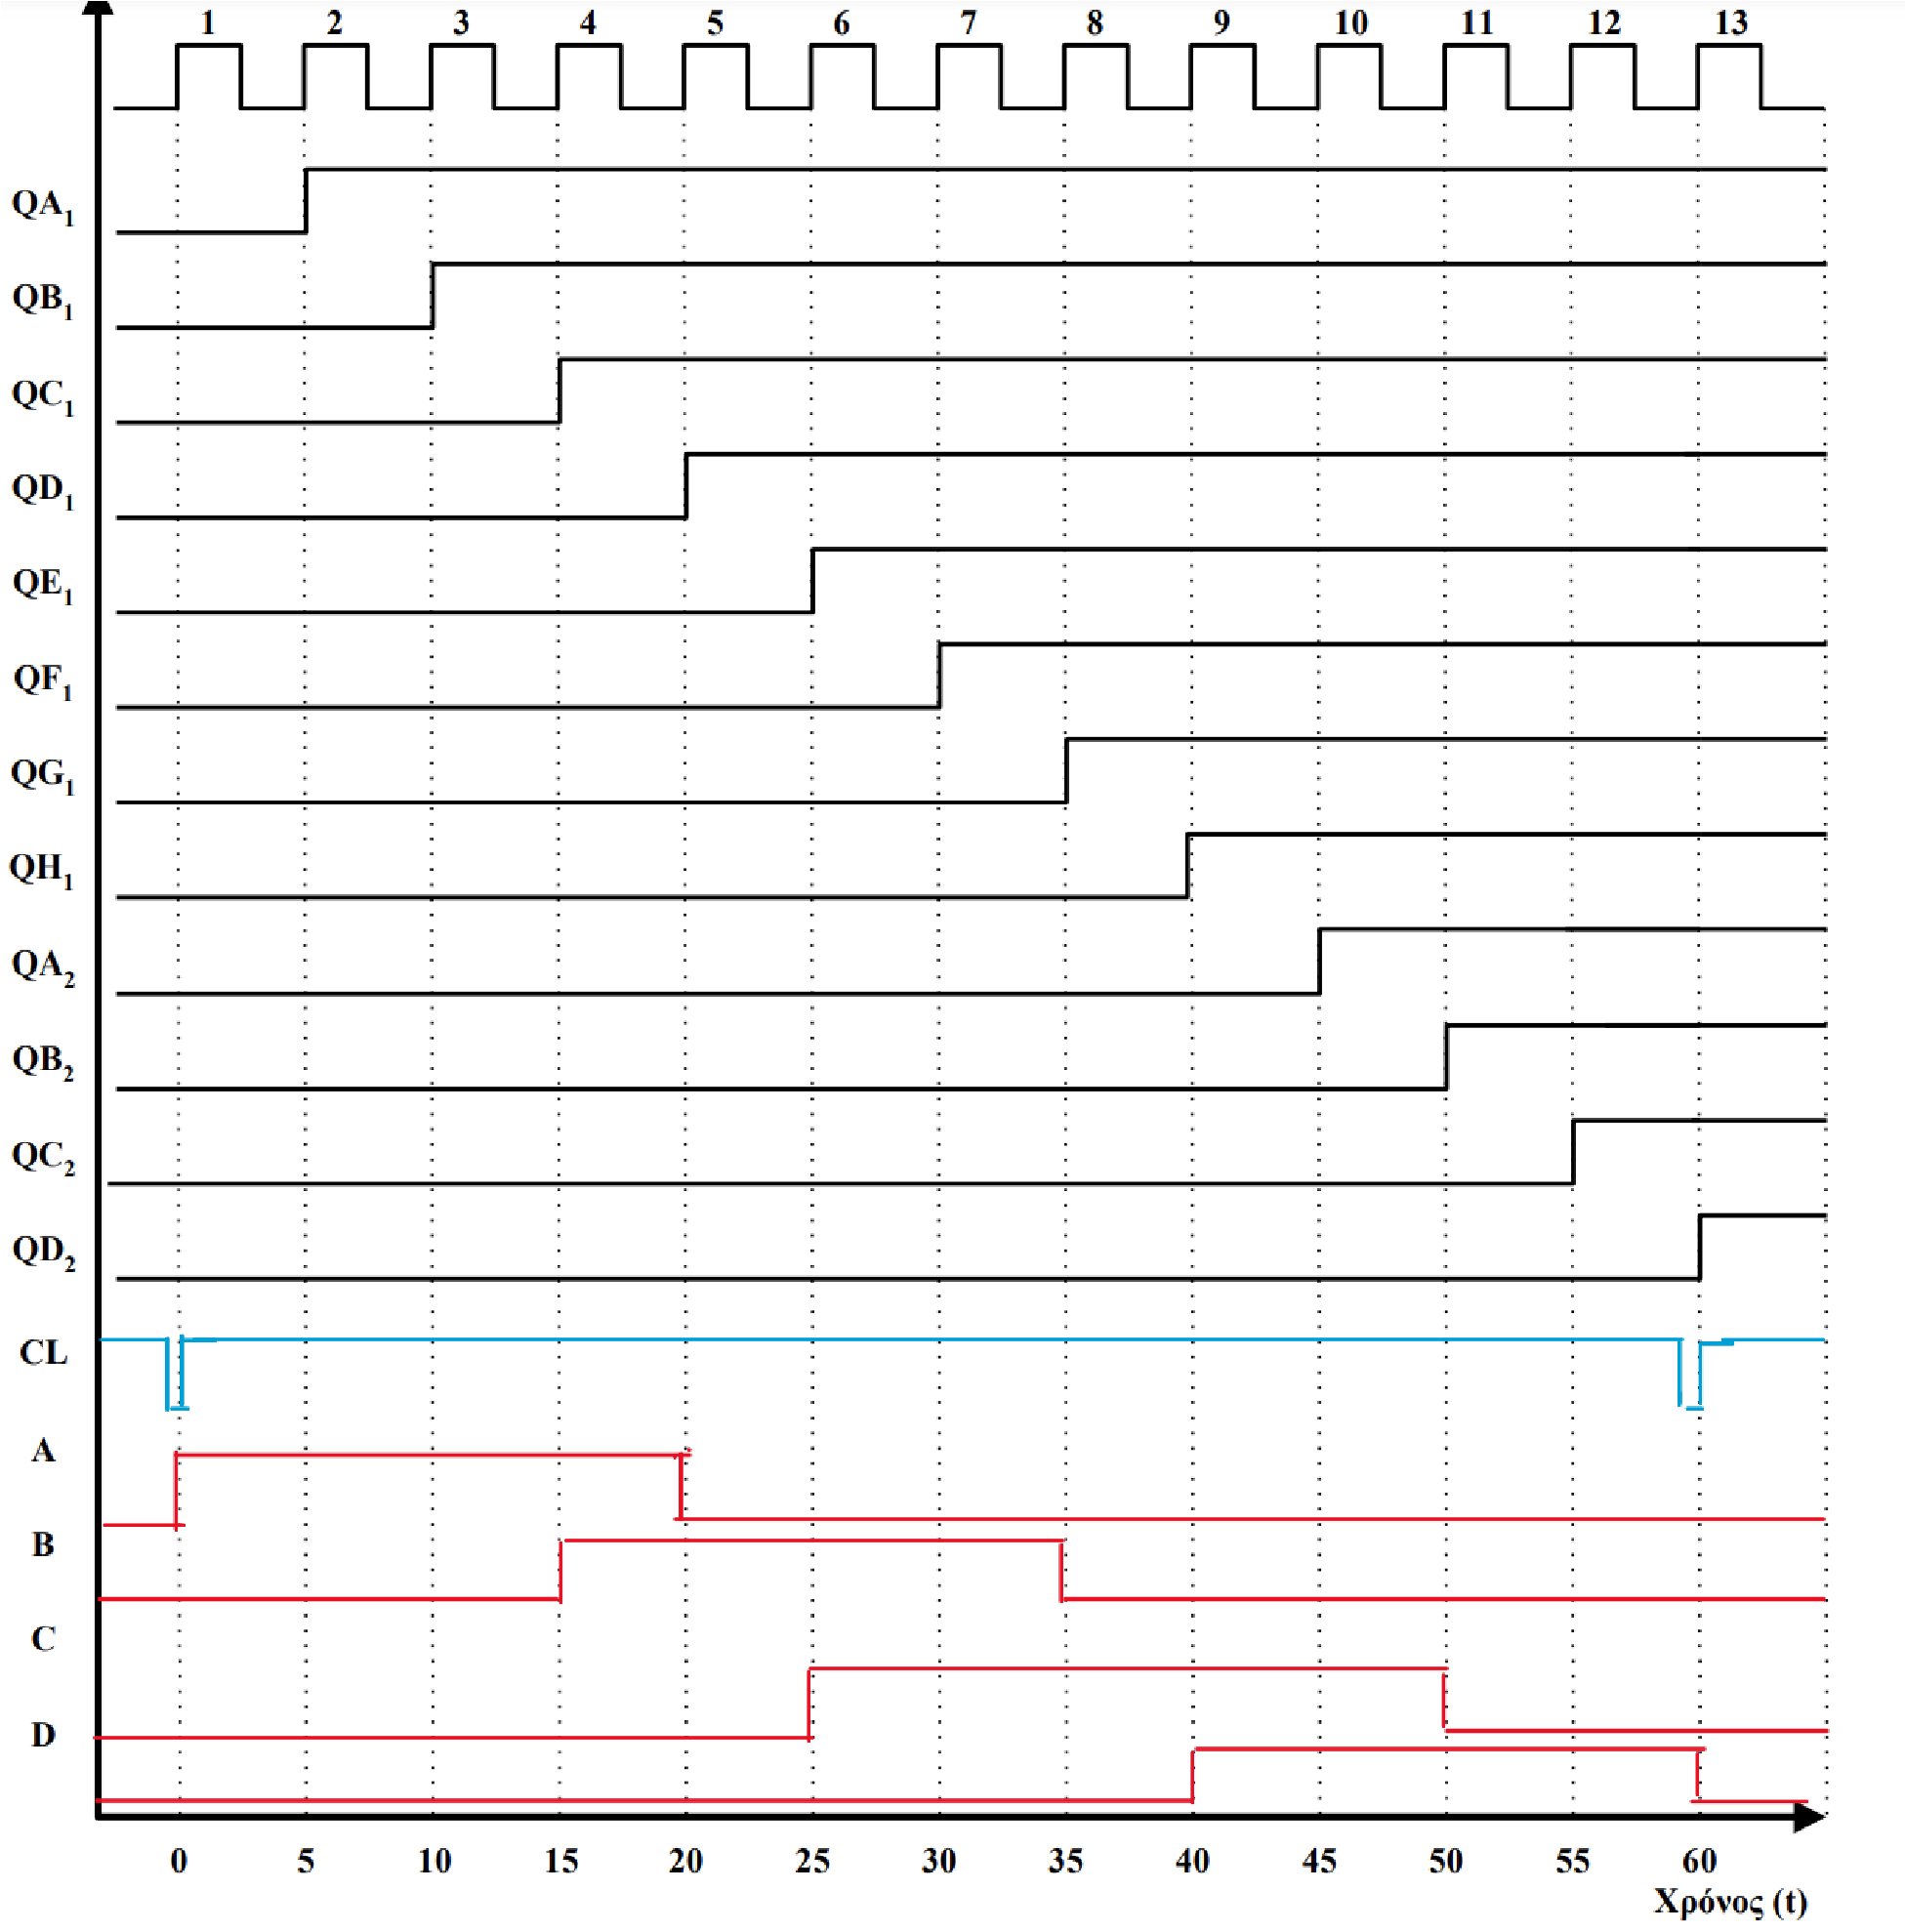 1 2 3 4 5 6 7 8 9 10 11 12 13
QA1
QB1
QC1
QD1
QE1
QF1
QG1
QH1
QA2
QB2
QC2
QD2
CL
A
B
C
D
0 5 10 15 20 25 30 35 40 45 50 55 60
Χρόνος (t)